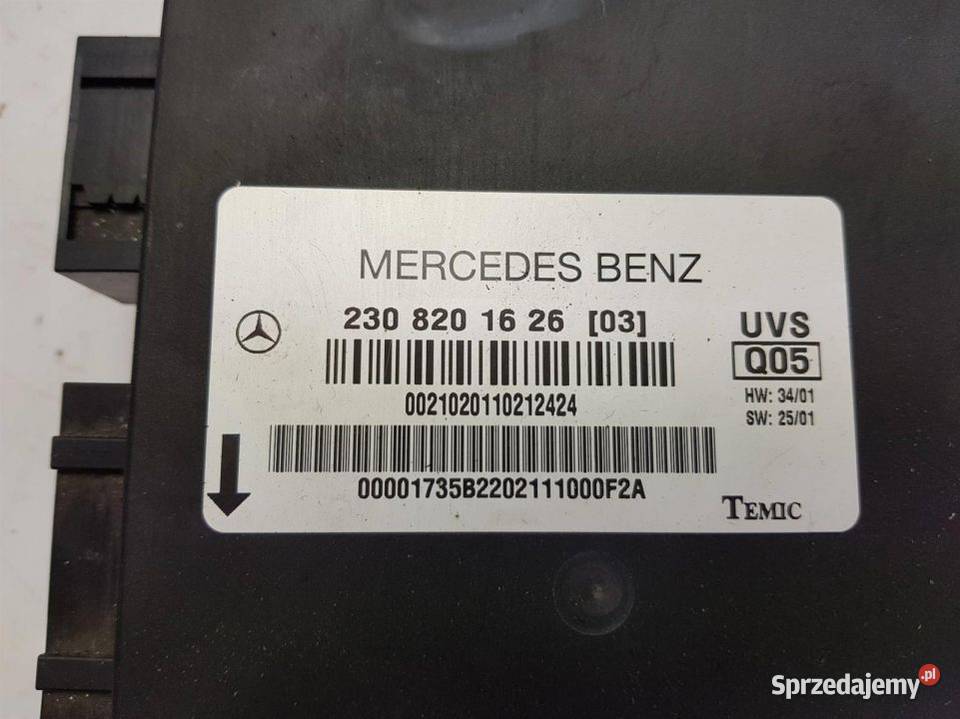 MERCEDES BENZ
230 820 16 26 [03]
UVS
Q05
0021020110212424
HW: 34/01
SW: 25/01
00001735B2202111000F2A
TEMIC
Sprzedajemy.pl